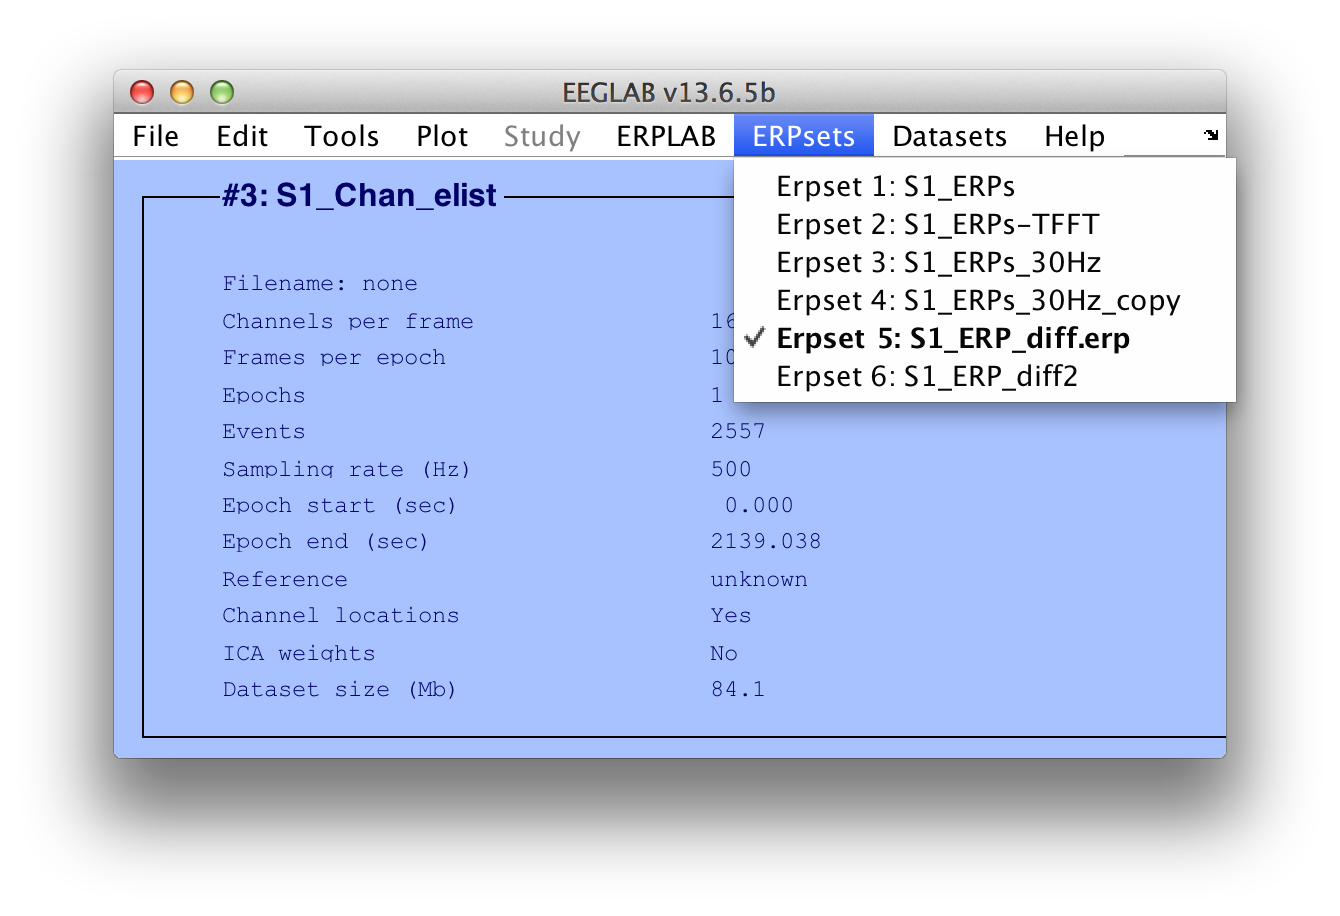 EEGLAB v13.6.5b
File Edit Tools Plot Study ERPLAB ERPsets Datasets Help
#3: S1_Chan_elist
Erpset 1: S1_ERPs
Erpset 2: S1_ERPs-TFFT
Erpset 3: S1_ERPs_30Hz
Erpset 4: S1_ERPs_30Hz_copy
Erpset 5: S1_ERP_diff.erp
Erpset 6: S1_ERP_diff2
Filename: none
Channels per frame 16
Frames per epoch 10
Epochs 1
Events 2557
Sampling rate (Hz) 500
Epoch start (sec) 0.000
Epoch end (sec) 2139.038
Reference unknown
Channel locations Yes
ICA weights No
Dataset size (Mb) 84.1